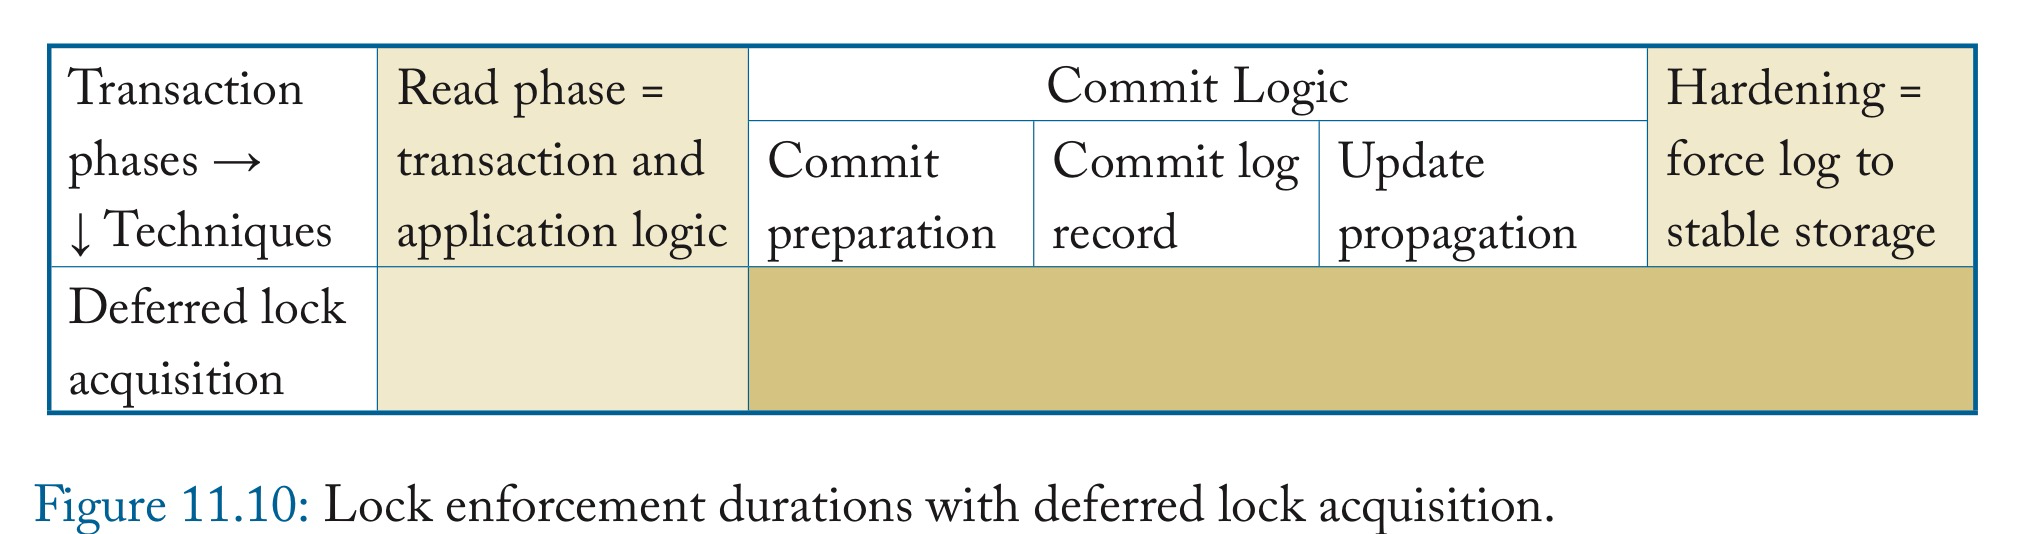 Transaction
phases →
↓ Techniques
Read phase =
transaction and
application logic
Commit Logic
Commit
preparation
Commit log
record
Update
propagation
Hardening =
force log to
stable storage
Deferred lock
acquisition
Figure 11.10: Lock enforcement durations with deferred lock acquisition.